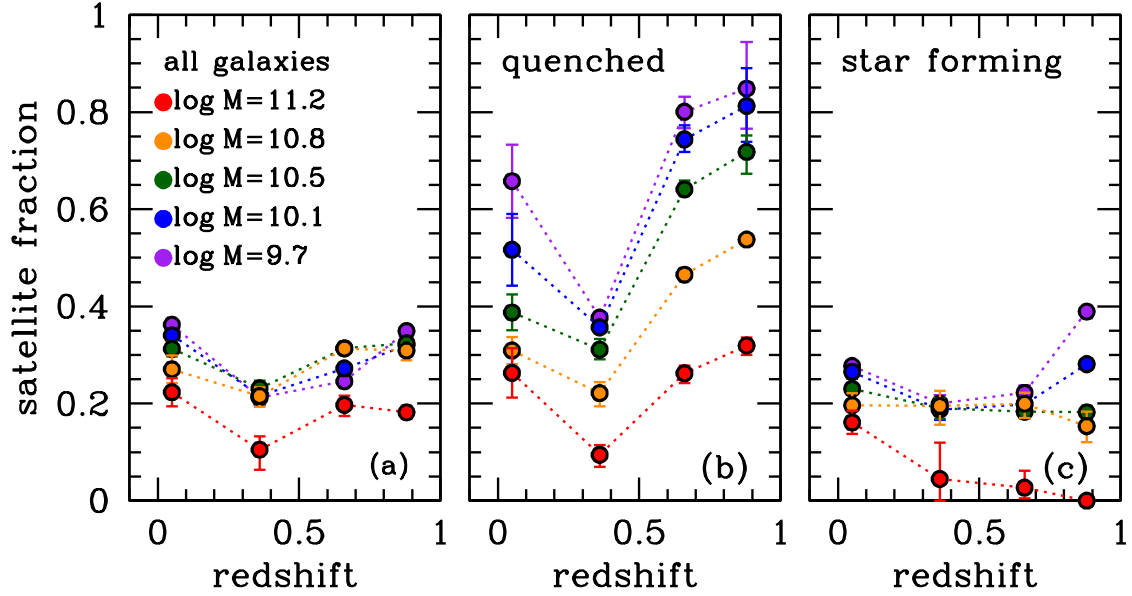 1
0.8
0.6
0.4
0.2
0
satellite fraction
all galaxies
log M=11.2
log M=10.8
log M=10.5
log M=10.1
log M=9.7
(a)
0 0.5 1
redshift
quenched
(b)
0 0.5 1
redshift
star forming
(c)
0 0.5 1
redshift